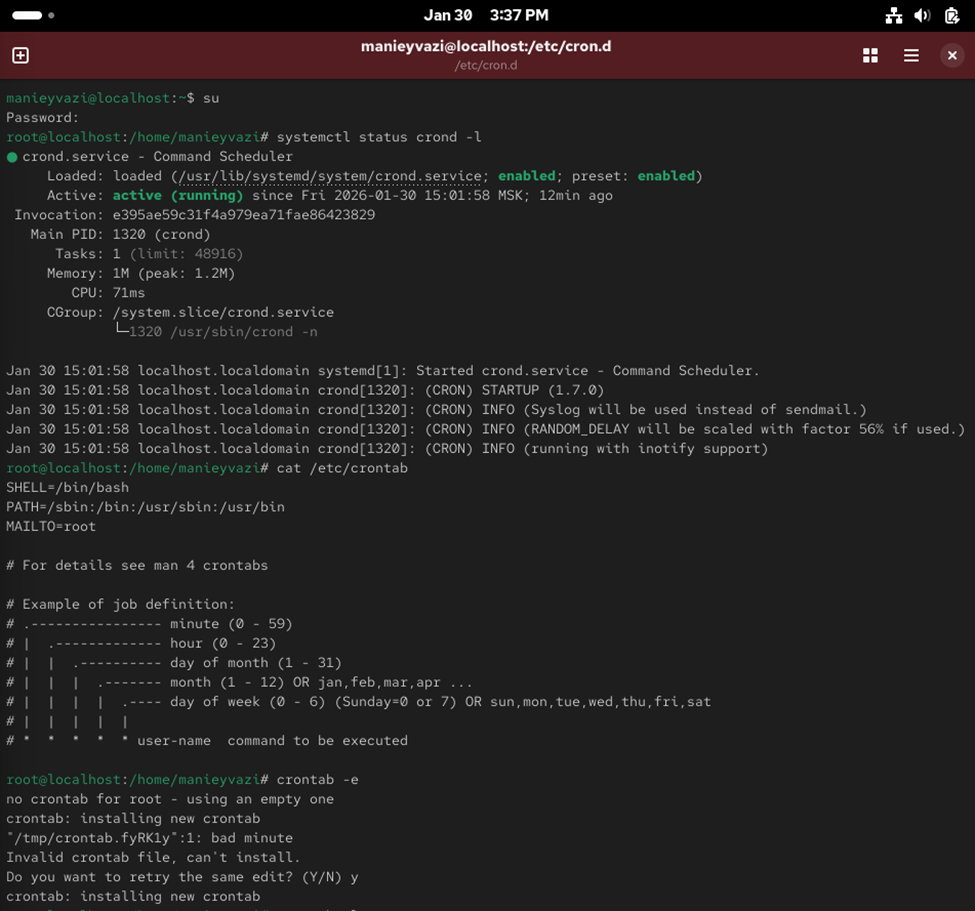 Jan 30 3:37 PM
manieyvazi@localhost:/etc/cron.d
/etc/cron.d
manieyvazi@localhost:~$ su
Password:
root@localhost:/home/manieyvazi# systemctl status crond -l
● crond.service - Command Scheduler
     Loaded: loaded (/usr/lib/systemd/system/crond.service; enabled; preset: enabled)
     Active: active (running) since Fri 2026-01-30 15:01:58 MSK; 12min ago
 Invocation: e395ae59c31f4a979ea71fae86423829
   Main PID: 1320 (crond)
      Tasks: 1 (limit: 48916)
     Memory: 1M (peak: 1.2M)
        CPU: 71ms
     CGroup: /system.slice/crond.service
             └─1320 /usr/sbin/crond -n
Jan 30 15:01:58 localhost.localdomain systemd[1]: Started crond.service - Command Scheduler.
Jan 30 15:01:58 localhost.localdomain crond[1320]: (CRON) STARTUP (1.7.0)
Jan 30 15:01:58 localhost.localdomain crond[1320]: (CRON) INFO (Syslog will be used instead of sendmail.)
Jan 30 15:01:58 localhost.localdomain crond[1320]: (CRON) INFO (RANDOM_DELAY will be scaled with factor 56% if used.)
Jan 30 15:01:58 localhost.localdomain crond[1320]: (CRON) INFO (running with inotify support)
root@localhost:/home/manieyvazi# cat /etc/crontab
SHELL=/bin/bash
PATH=/sbin:/bin:/usr/sbin:/usr/bin
MAILTO=root
# For details see man 4 crontabs
# Example of job definition:
# .---------------- minute (0 - 59)
# |  .------------- hour (0 - 23)
# |  |  .---------- day of month (1 - 31)
# |  |  |  .------- month (1 - 12) OR jan,feb,mar,apr ...
# |  |  |  |  .---- day of week (0 - 6) (Sunday=0 or 7) OR sun,mon,tue,wed,thu,fri,sat
# |  |  |  |  |
# *  *  *  *  * user-name  command to be executed
root@localhost:/home/manieyvazi# crontab -e
no crontab for root - using an empty one
crontab: installing new crontab
"/tmp/crontab.fyRK1y":1: bad minute
Invalid crontab file, can't install.
Do you want to retry the same edit? (Y/N) y
crontab: installing new crontab